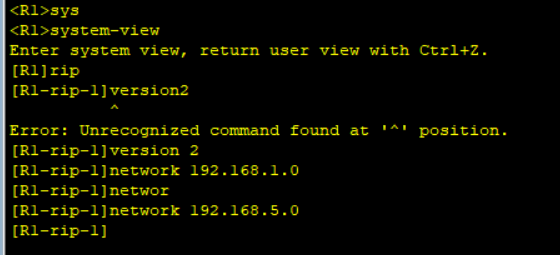 <R1>sys
<R1>system-view
Enter system view, return user view with Ctrl+Z.
[R1]rip
[R1-rip-1]version2
^
Error: Unrecognized command found at '^' position.
[R1-rip-1]version 2
[R1-rip-1]network 192.168.1.0
[R1-rip-1]networ
[R1-rip-1]network 192.168.5.0
[R1-rip-1]